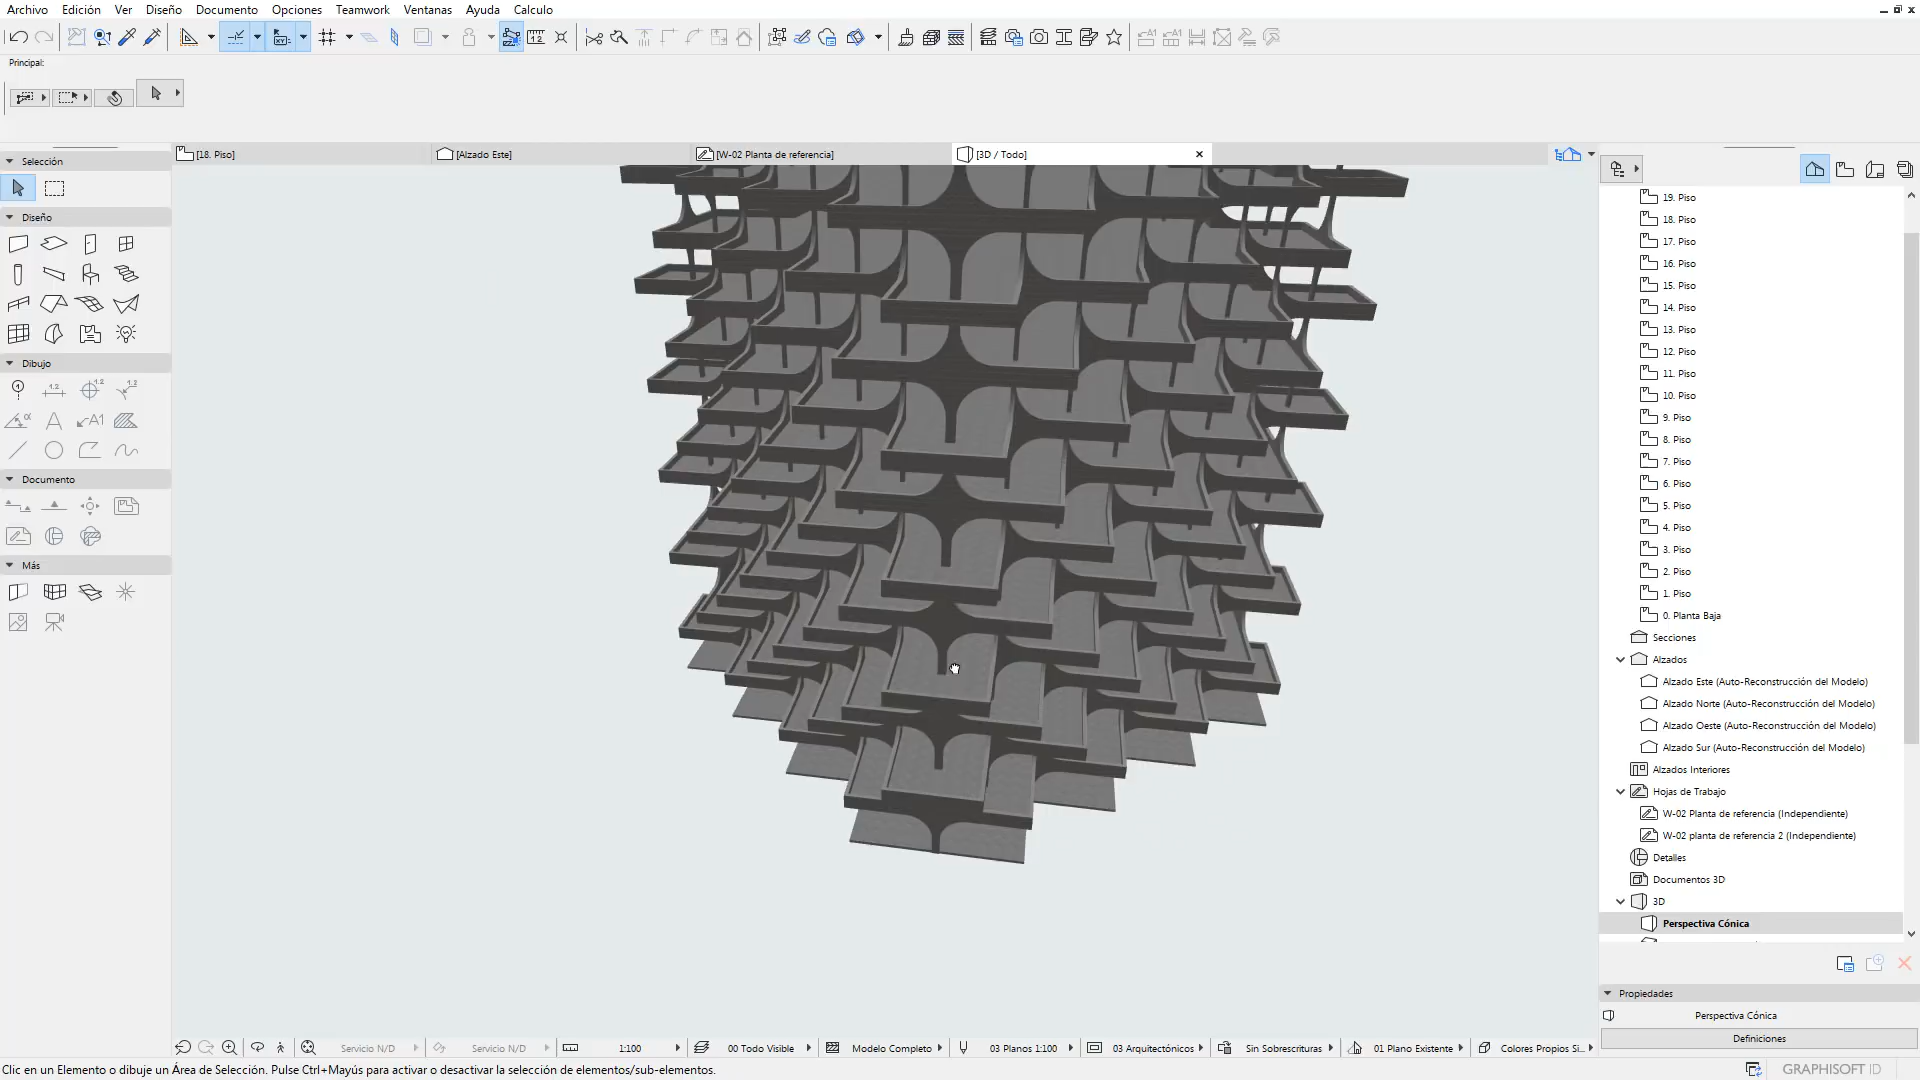 Archivo Edición Ver Diseño Documento Opciones Teamwork Ventanas Ayuda Calculo
Principal:
[18. Piso] [Alzado Este] [W-02 Planta de referencia] [3D / Todo]
Selección
Diseño
Dibujo
Documento
Más
19. Piso
18. Piso
17. Piso
16. Piso
15. Piso
14. Piso
13. Piso
12. Piso
11. Piso
10. Piso
9. Piso
8. Piso
7. Piso
6. Piso
5. Piso
4. Piso
3. Piso
2. Piso
1. Piso
0. Planta Baja
Secciones
Alzados
Alzado Este (Auto-Reconstrucción del Modelo)
Alzado Norte (Auto-Reconstrucción del Modelo)
Alzado Oeste (Auto-Reconstrucción del Modelo)
Alzado Sur (Auto-Reconstrucción del Modelo)
Alzados Interiores
Hojas de Trabajo
W-02 Planta de referencia (Independiente)
W-02 planta de referencia 2 (Independiente)
Detalles
Documentos 3D
3D
Perspectiva Cónica
Propiedades
Perspectiva Cónica
Definiciones
Servicio N/D Servicio N/D 1:100 00 Todo Visible Modelo Completo 03 Planos 1:100 03 Arquitectónicos Sin Sobrescrituras 01 Plano Existente Colores Propios Si...
Clic en un Elemento o dibuje un Área de Selección. Pulse Ctrl+Mayús para activar o desactivar la selección de elementos/sub-elementos.
GRAPHISOFT ID